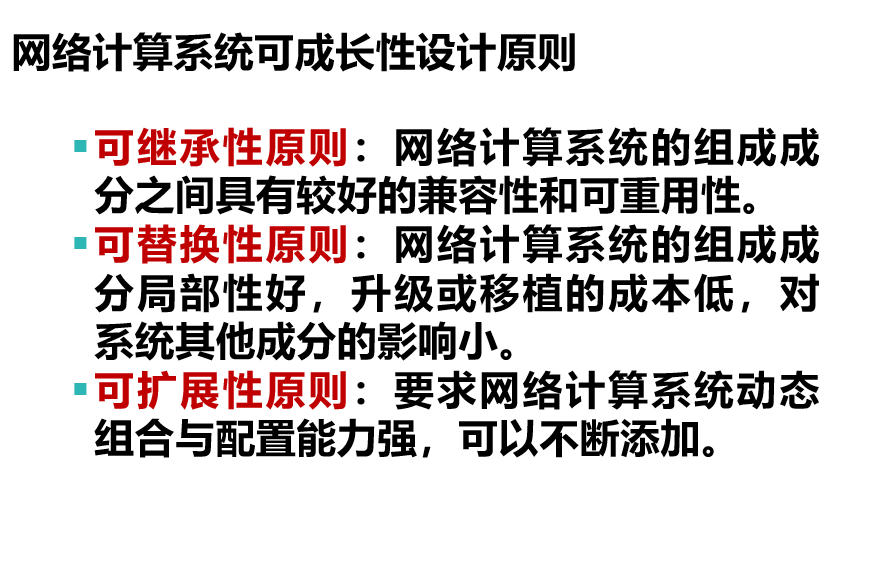 网络计算系统可成长性设计原则
可继承性原则：网络计算系统的组成成
分之间具有较好的兼容性和可重用性。
可替换性原则：网络计算系统的组成成
分局部性好，升级或移植的成本低，对
系统其他成分的影响小。
可扩展性原则：要求网络计算系统动态
组合与配置能力强，可以不断添加。